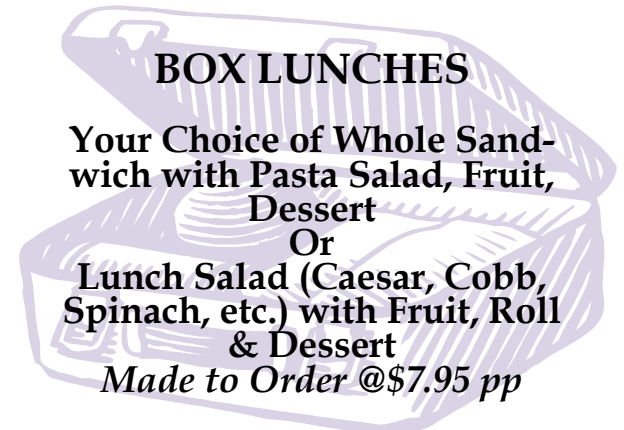 BOX LUNCHES
Your Choice of Whole Sand-
wich with Pasta Salad, Fruit,
Dessert
Or
Lunch Salad (Caesar, Cobb,
Spinach, etc.) with Fruit, Roll
& Dessert
Made to Order @$7.95 pp